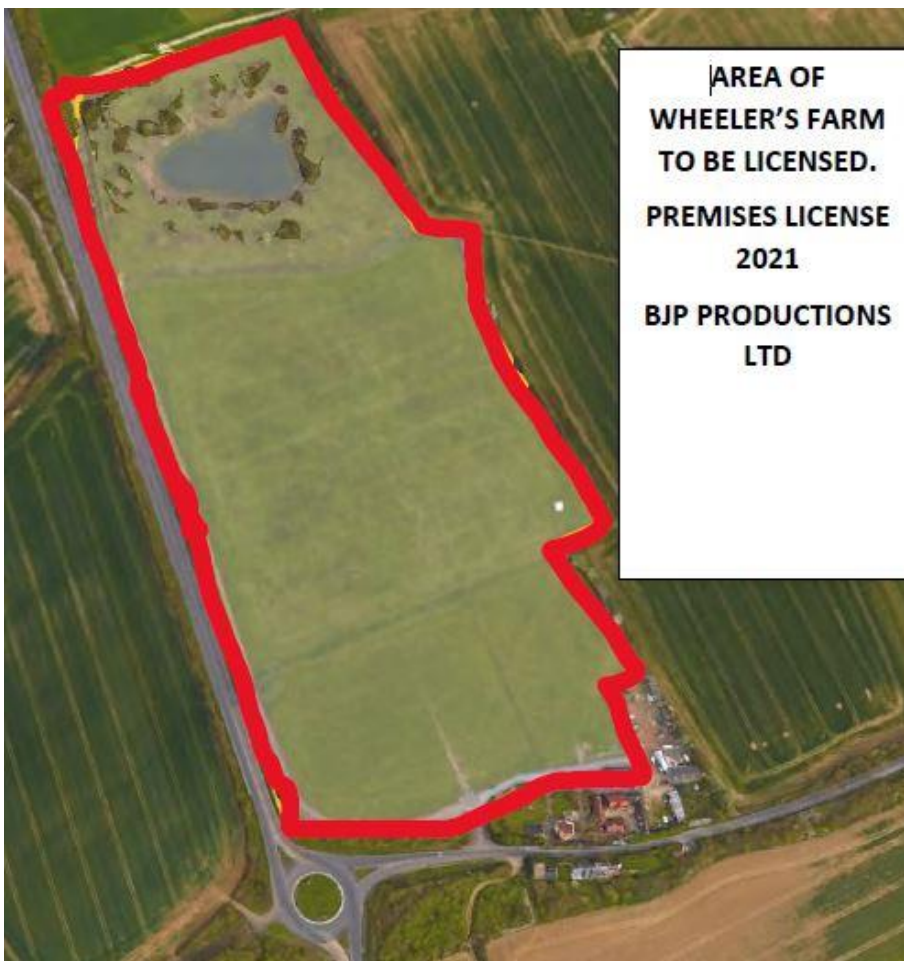 AREA OF
WHEELER'S FARM
TO BE LICENSED.
PREMISES LICENSE
2021
BJP PRODUCTIONS
LTD